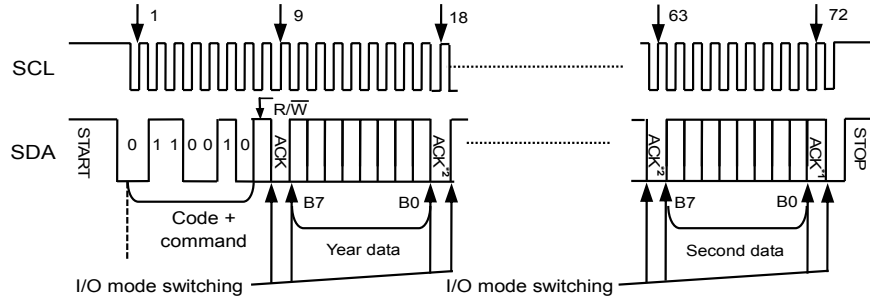 1 9 18 63 72
SCL
R/W̅
SDA START 0 1 1 0 0 1 0 ACK ACK*2 ACK*2 ACK*1 STOP
B7 B0 B7 B0
Code +
command
Year data Second data
I/O mode switching I/O mode switching